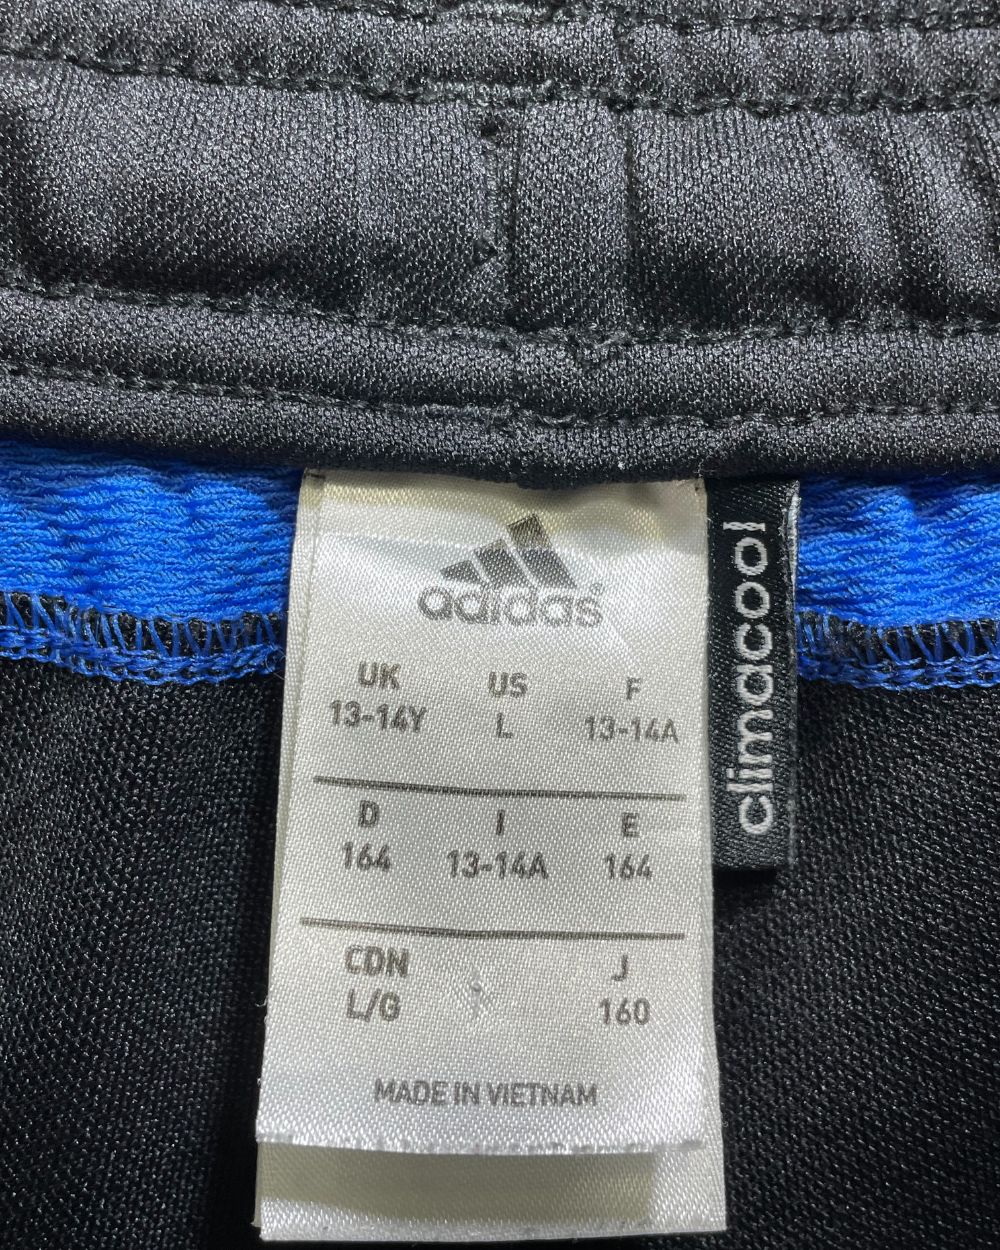 adidas®
UK US F
13-14Y L 13-14A
D I E
164 13-14A 164
CDN J
L/G 160
MADE IN VIETNAM
climacool